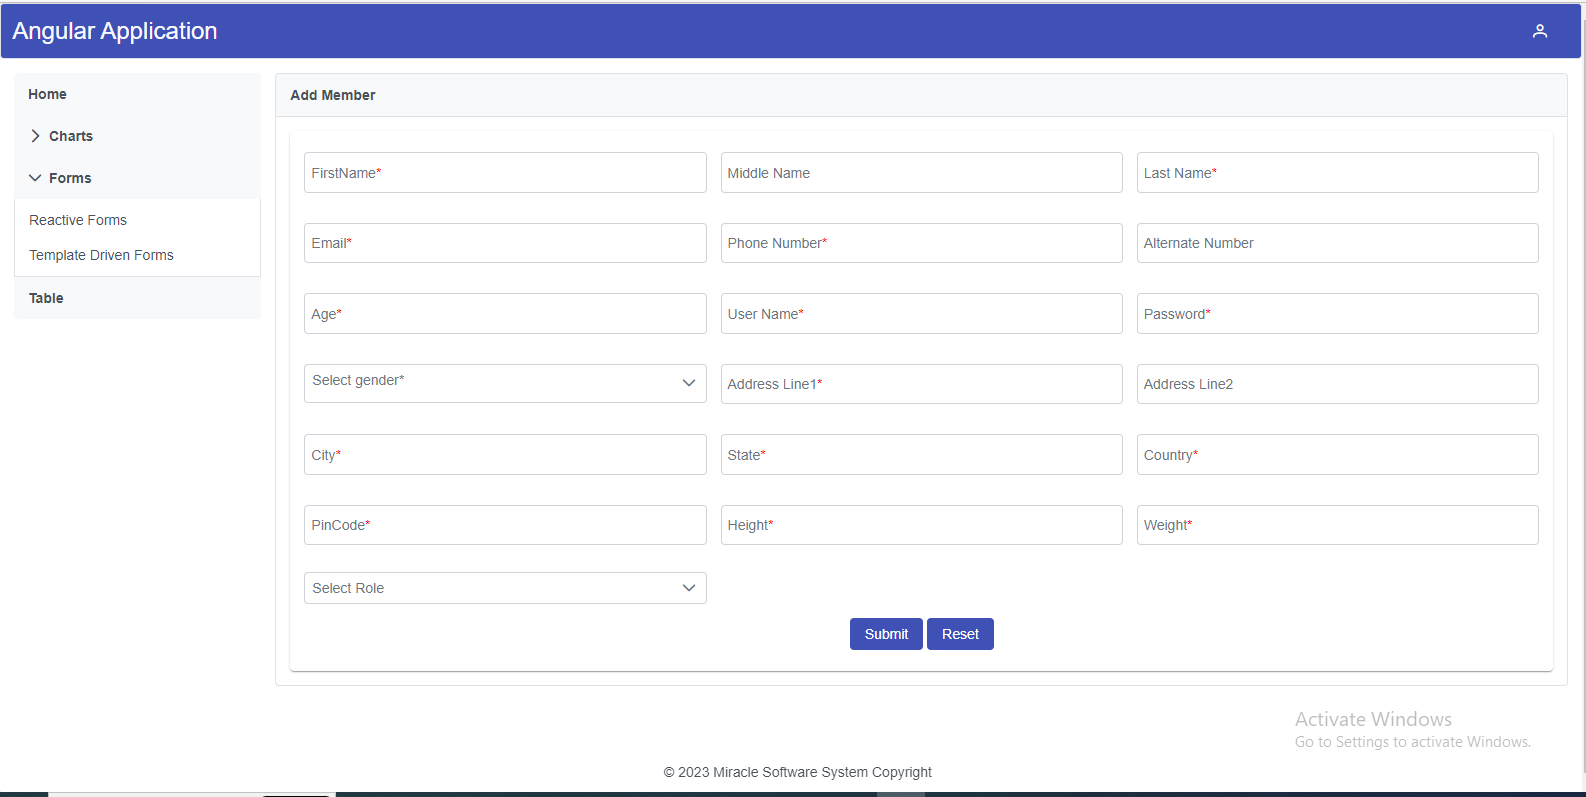 Angular Application
Home
Charts
Forms
Reactive Forms
Template Driven Forms
Table
Add Member
FirstName* Middle Name Last Name*
Email* Phone Number* Alternate Number
Age* User Name* Password*
Select gender* Address Line1* Address Line2
City* State* Country*
PinCode* Height* Weight*
Select Role
Submit Reset
Activate Windows
Go to Settings to activate Windows.
© 2023 Miracle Software System Copyright